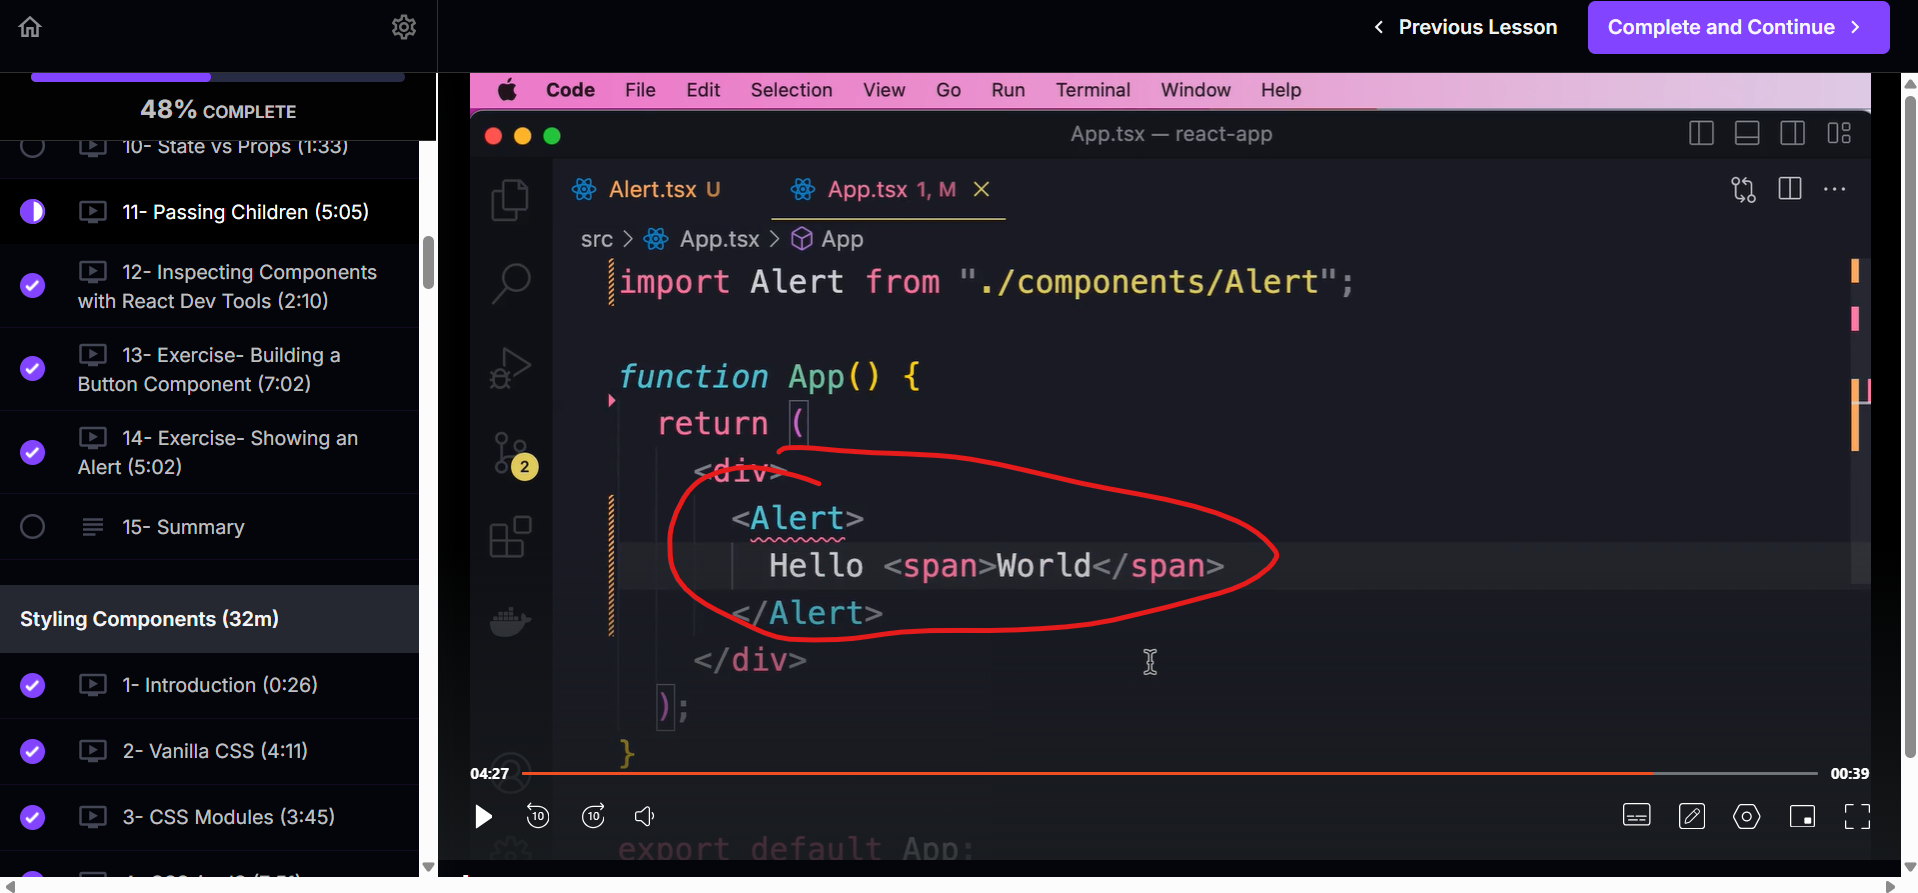 Previous Lesson
Complete and Continue
48% COMPLETE
10- State vs Props (1:33)
11- Passing Children (5:05)
12- Inspecting Components
with React Dev Tools (2:10)
13- Exercise- Building a
Button Component (7:02)
14- Exercise- Showing an
Alert (5:02)
15- Summary
Styling Components (32m)
1- Introduction (0:26)
2- Vanilla CSS (4:11)
3- CSS Modules (3:45)
Code File Edit Selection View Go Run Terminal Window Help
App.tsx — react-app
Alert.tsx U App.tsx 1, M
src > App.tsx > App
import Alert from "./components/Alert";
function App() {
return (
<div>
<Alert>
Hello <span>World</span>
</Alert>
</div>
);
}
2
04:27
00:39
10
10
export default App;